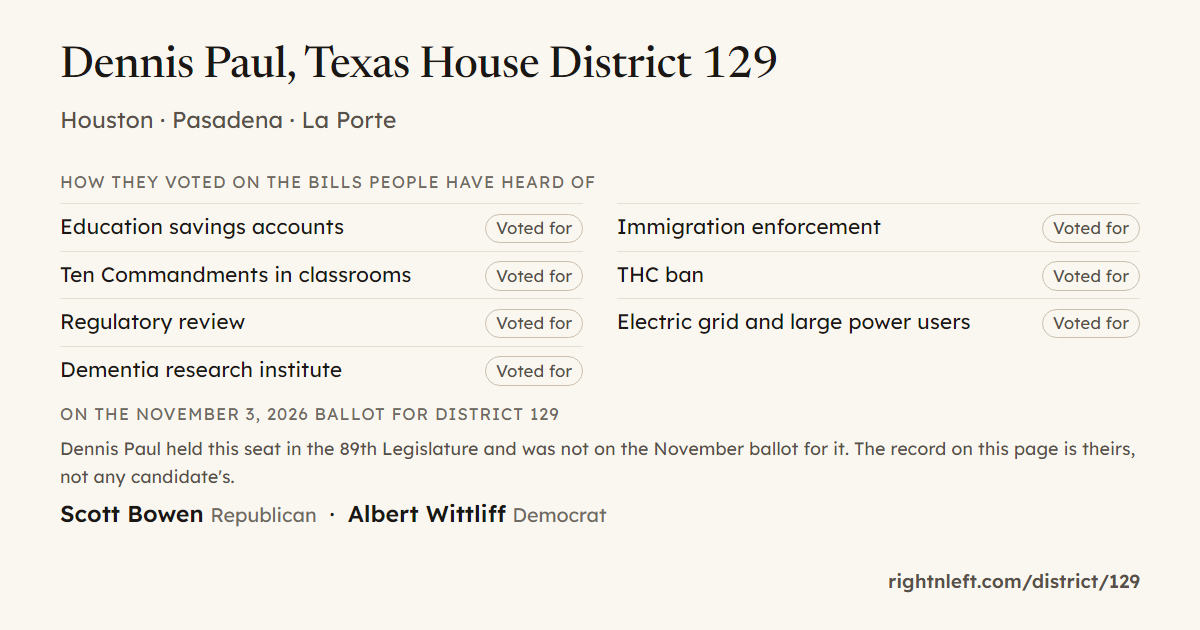 Dennis Paul, Texas House District 129
Houston · Pasadena · La Porte
HOW THEY VOTED ON THE BILLS PEOPLE HAVE HEARD OF
Education savings accounts Voted for
Ten Commandments in classrooms Voted for
Regulatory review Voted for
Dementia research institute Voted for
Immigration enforcement Voted for
THC ban Voted for
Electric grid and large power users Voted for
ON THE NOVEMBER 3, 2026 BALLOT FOR DISTRICT 129
Dennis Paul held this seat in the 89th Legislature and was not on the November ballot for it. The record on this page is theirs,
not any candidate's.
Scott Bowen Republican · Albert Wittliff Democrat
rightnleft.com/district/129